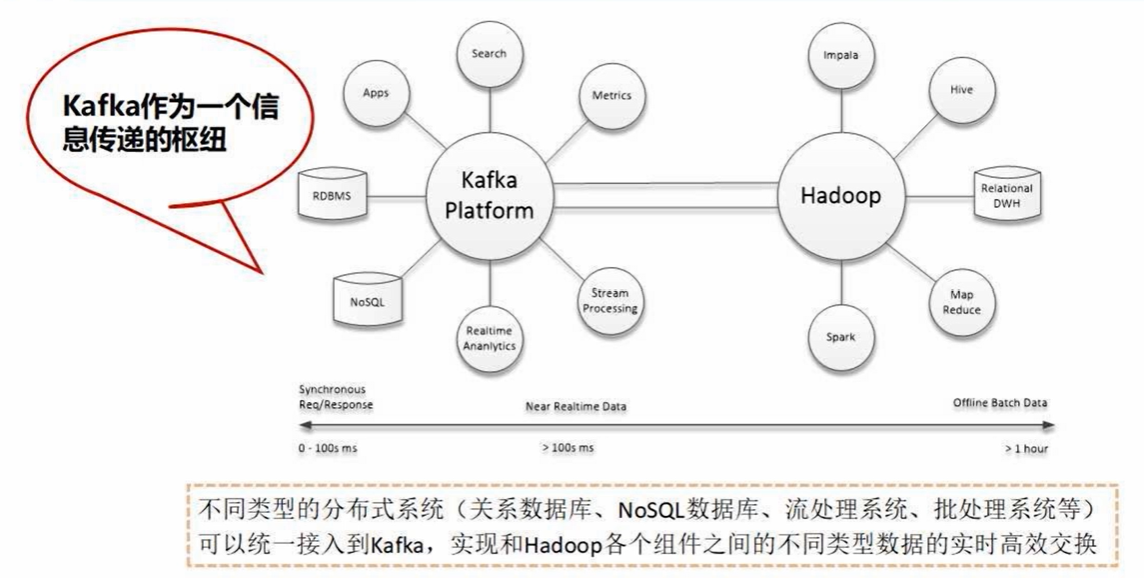 Kafka作为一个信
息传递的枢纽
Search
Apps
Metrics
RDBMS
Kafka
Platform
NoSQL
Stream
Processing
Realtime
Ananlytics
Impala
Hive
Hadoop
Relational
DWH
Map
Reduce
Spark
Synchronous
Req/Response
Near Realtime Data
Offline Batch Data
0 - 100s ms
> 100s ms
> 1 hour
不同类型的分布式系统（关系数据库、NoSQL数据库、流处理系统、批处理系统等）
可以统一接入到Kafka，实现和Hadoop各个组件之间的不同类型数据的实时高效交换